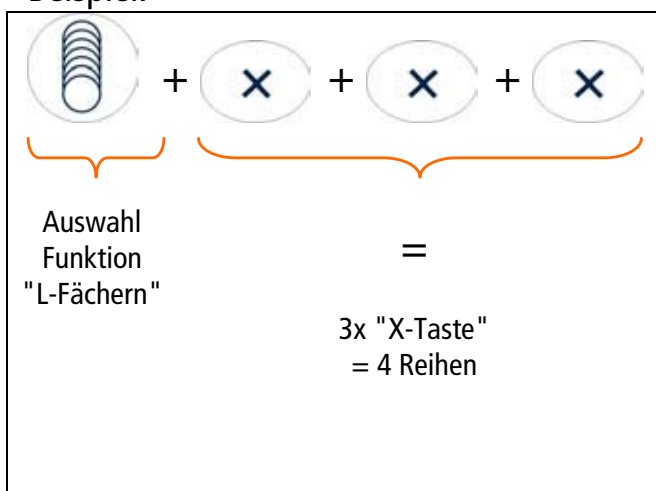 Beispiel:
+ × + × + ×
Auswahl
Funktion
"L-Fächern"
=
3x "X-Taste"
= 4 Reihen